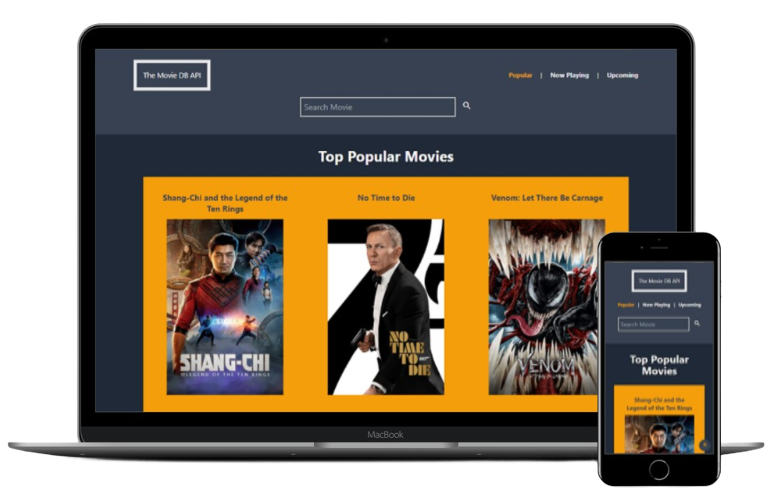 The Movie DB API
Popular | Now Playing | Upcoming
Search Movie
Top Popular Movies
Shang-Chi and the Legend of the
Ten Rings
No Time to Die
Venom: Let There Be Carnage
SHANG-CHI
LEGEND OF THE TEN RINGS
NO
TIME
TO
DIE
007
VENOM
MacBook
The Movie DB API
Popular | Now Playing | Upcoming
Search Movie
Top Popular
Movies
Shang-Chi and the
Legend of the Ten Rings